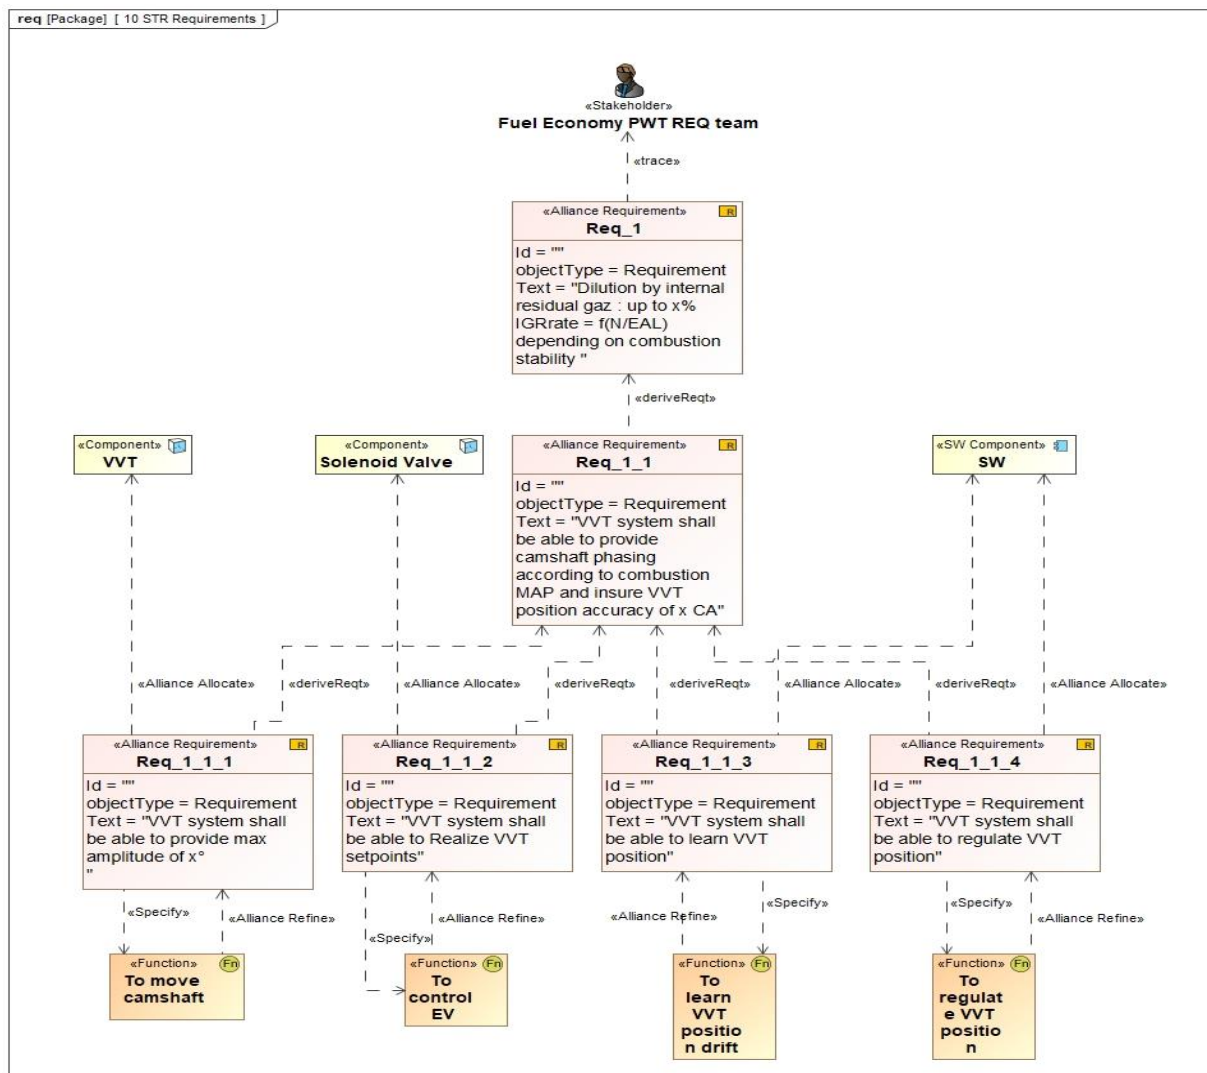 req [Package] [ 10 STR Requirements ]
«Stakeholder»
Fuel Economy PWT REQ team
«trace»
«Alliance Requirement»
R
Req_1
Id = ""
objectType = Requirement
Text = "Dilution by internal
residual gaz : up to x%
IGRrate = f(N/EAL)
depending on combustion
stability "
«deriveReqt»
«Component»
VVT
«Component»
Solenoid Valve
«Alliance Requirement»
R
Req_1_1
Id = ""
objectType = Requirement
Text = "VVT system shall
be able to provide
camshaft phasing
according to combustion
MAP and insure VVT
position accuracy of x CA"
«SW Component»
SW
«Alliance Allocate»
«deriveReqt»
«Alliance Allocate»
«deriveReqt»
«deriveReqt»
«Alliance Allocate»
«deriveReqt»
«Alliance Allocate»
«Alliance Requirement»
R
Req_1_1_1
Id = ""
objectType = Requirement
Text = "VVT system shall
be able to provide max
amplitude of x°
"
«Alliance Requirement»
R
Req_1_1_2
Id = ""
objectType = Requirement
Text = "VVT system shall
be able to Realize VVT
setpoints"
«Alliance Requirement»
R
Req_1_1_3
Id = ""
objectType = Requirement
Text = "VVT system shall
be able to learn VVT
position"
«Alliance Requirement»
R
Req_1_1_4
Id = ""
objectType = Requirement
Text = "VVT system shall
be able to regulate VVT
position"
«Specify»
«Alliance Refine»
«Specify»
«Alliance Refine»
«Alliance Refine»
«Specify»
«Specify»
«Alliance Refine»
«Function»
Fn
To move
camshaft
«Function»
Fn
To
control
EV
«Function»
Fn
To
learn
VVT
positio
n drift
«Function»
Fn
To
regulat
e VVT
positio
n